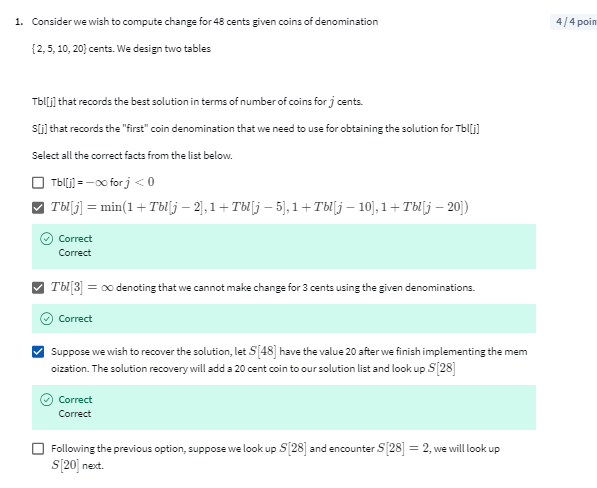 1. Consider we wish to compute change for 48 cents given coins of denomination
4 / 4 poin
{2, 5, 10, 20} cents. We design two tables
Tbl[j] that records the best solution in terms of number of coins for j cents.
S[j] that records the "first" coin denomination that we need to use for obtaining the solution for Tbl[j]
Select all the correct facts from the list below.
Tbl[j] = −∞ for j < 0
Tbl[j] = min(1 + Tbl[j − 2], 1 + Tbl[j − 5], 1 + Tbl[j − 10], 1 + Tbl[j − 20])
Correct
Correct
Tbl[3] = ∞ denoting that we cannot make change for 3 cents using the given denominations.
Correct
Suppose we wish to recover the solution, let S[48] have the value 20 after we finish implementing the mem
oization. The solution recovery will add a 20 cent coin to our solution list and look up S[28]
Correct
Correct
Following the previous option, suppose we look up S[28] and encounter S[28] = 2, we will look up
S[20] next.